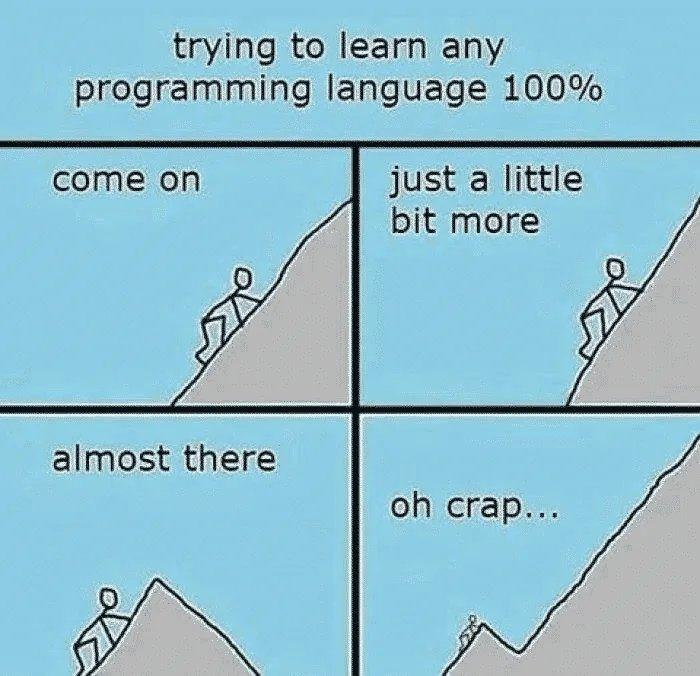 trying to learn any
programming language 100%
come on
just a little
bit more
almost there
oh crap...